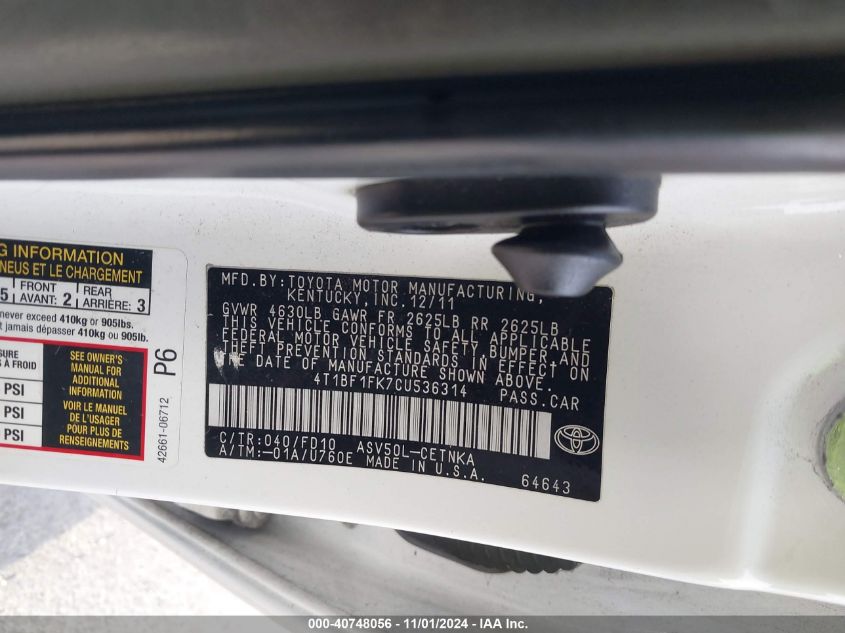 G INFORMATION
NEUS ET LE CHARGEMENT
5 FRONT AVANT: 2 REAR ARRIÈRE: 3
never exceed 410kg or 905lbs.
t jamais dépasser 410kg ou 905lb.
SURE
S À FROID
PSI
PSI
PSI
SEE OWNER'S
MANUAL FOR
ADDITIONAL
INFORMATION
VOIR LE MANUEL
DE L'USAGER
POUR PLUS DE
RENSEIGNEMENTS
42661-06712
P6
MFD.BY:TOYOTA MOTOR MANUFACTURING,
KENTUCKY,INC.12/11
GVWR 4630LB GAWR FR 2625LB RR 2625LB
THIS VEHICLE CONFORMS TO ALL APPLICABLE
FEDERAL MOTOR VEHICLE SAFETY,BUMPER,AND
THEFT PREVENTION STANDARDS IN EFFECT ON
THE DATE OF MANUFACTURE SHOWN ABOVE.
4T1BF1FK7CU536314 PASS.CAR
C/TR:040/FD10 ASV50L-CETNKA
A/TM:-01A/U760E MADE IN U.S.A.
64643
TOYOTA
000-40748056 - 11/01/2024 - IAA Inc.